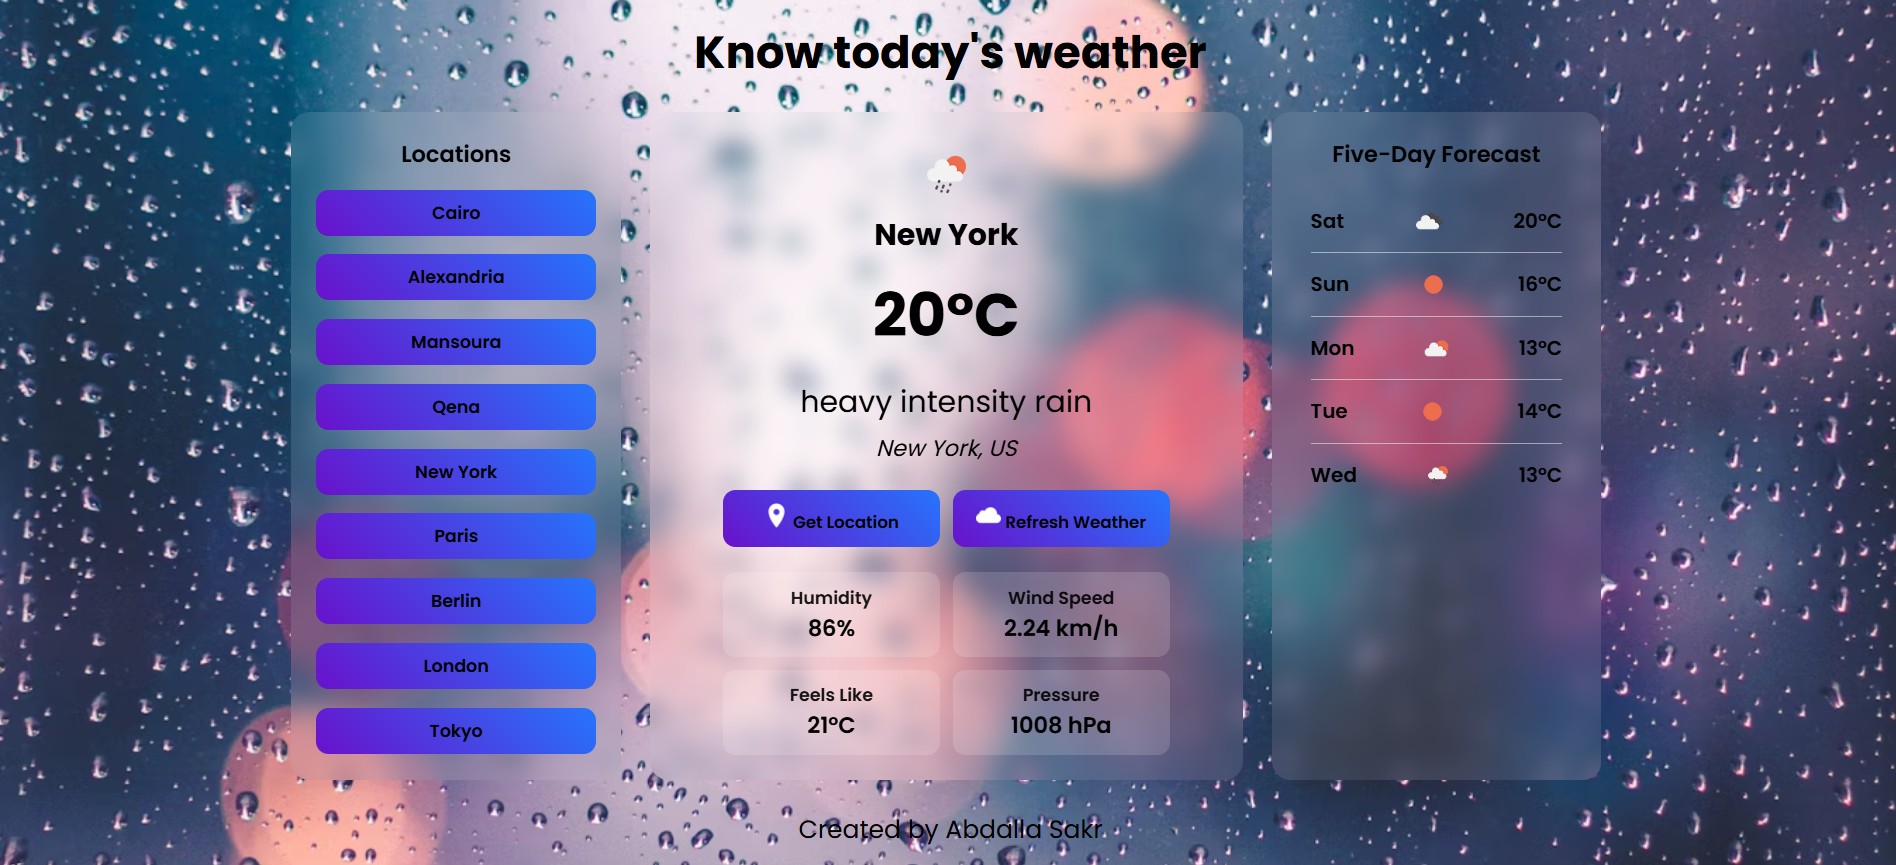 Know today's weather
Locations
Cairo
Alexandria
Mansoura
Qena
New York
Paris
Berlin
London
Tokyo
New York
20°C
heavy intensity rain
New York, US
Get Location
Refresh Weather
Humidity
86%
Wind Speed
2.24 km/h
Feels Like
21°C
Pressure
1008 hPa
Five-Day Forecast
Sat 20°C
Sun 16°C
Mon 13°C
Tue 14°C
Wed 13°C
Created by Abdalla Sakr